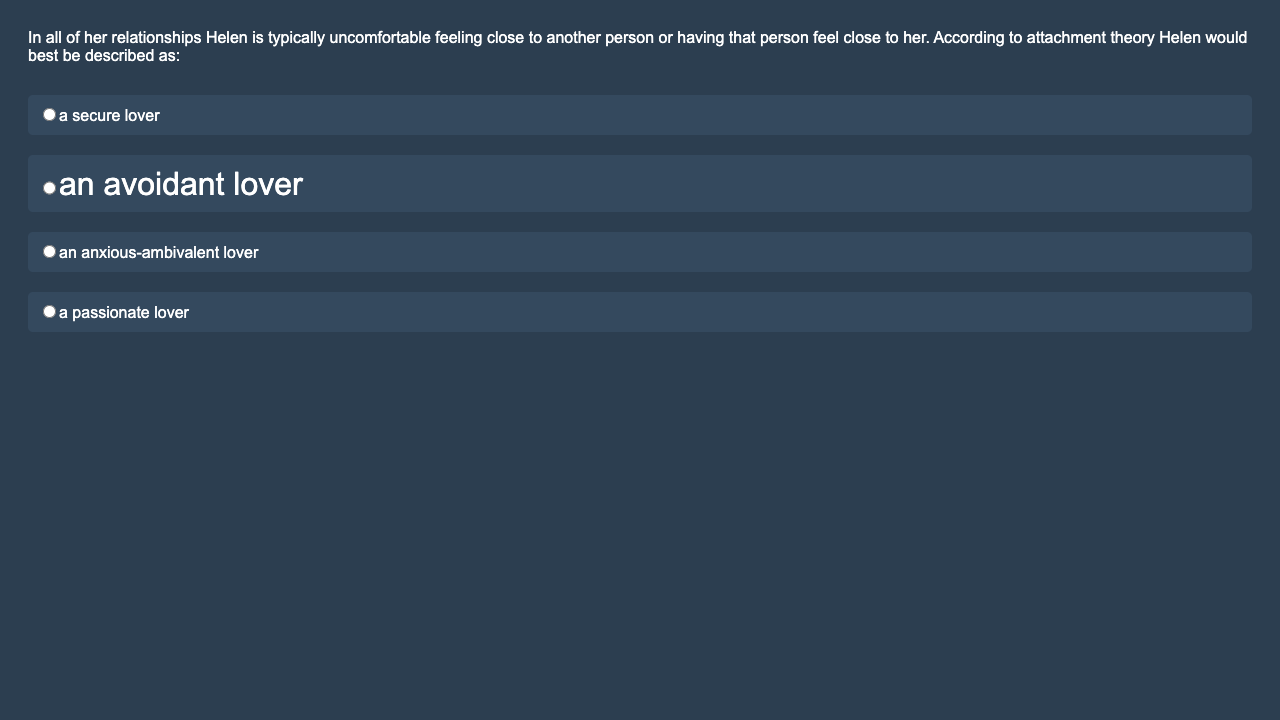 In all of her relationships Helen is typically uncomfortable feeling close to another person or having that person feel close to her. According to attachment theory Helen would
best be described as:
a secure lover
an avoidant lover
an anxious-ambivalent lover
a passionate lover